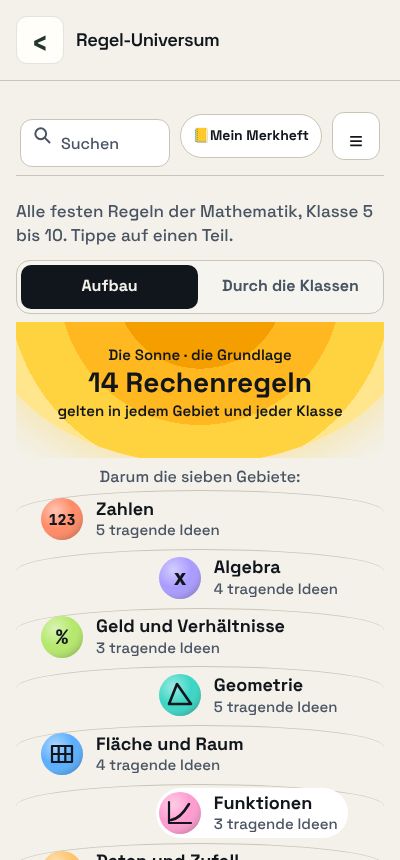 <
Regel-Universum
Suchen
📒Mein Merkheft
≡
Alle festen Regeln der Mathematik, Klasse 5
bis 10. Tippe auf einen Teil.
Aufbau
Durch die Klassen
Die Sonne · die Grundlage
14 Rechenregeln
gelten in jedem Gebiet und jeder Klasse
Darum die sieben Gebiete:
123
Zahlen
5 tragende Ideen
x
Algebra
4 tragende Ideen
%
Geld und Verhältnisse
3 tragende Ideen
Geometrie
5 tragende Ideen
Fläche und Raum
4 tragende Ideen
Funktionen
3 tragende Ideen
Daten und Zufall